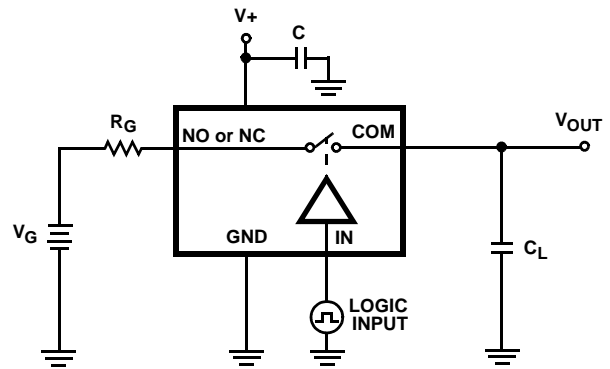 V+
C
RG
NO or NC
COM
VOUT
VG
GND
IN
CL
LOGIC
INPUT